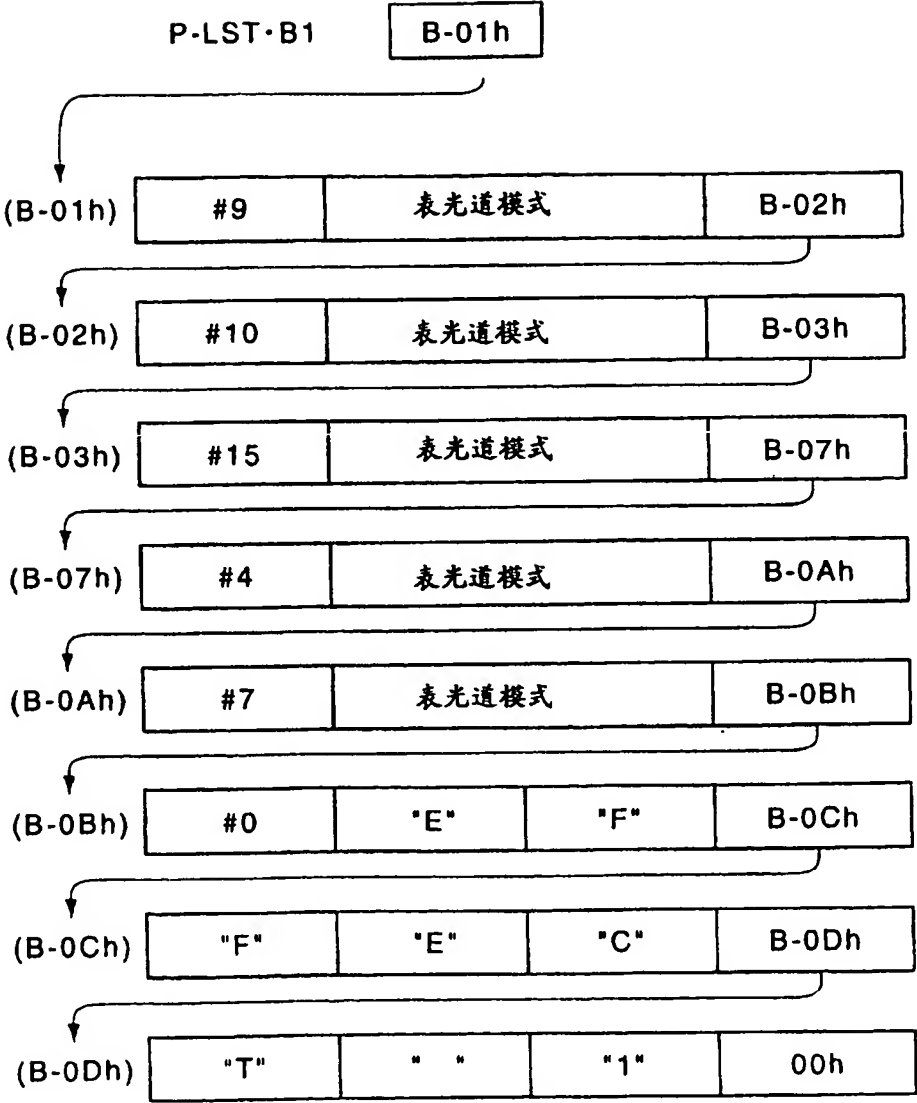 P-LST·B1 B-01h
(B-01h) #9 表光道模式 B-02h
(B-02h) #10 表光道模式 B-03h
(B-03h) #15 表光道模式 B-07h
(B-07h) #4 表光道模式 B-0Ah
(B-0Ah) #7 表光道模式 B-0Bh
(B-0Bh) #0 "E" "F" B-0Ch
(B-0Ch) "F" "E" "C" B-0Dh
(B-0Dh) "T" " " "1" 00h